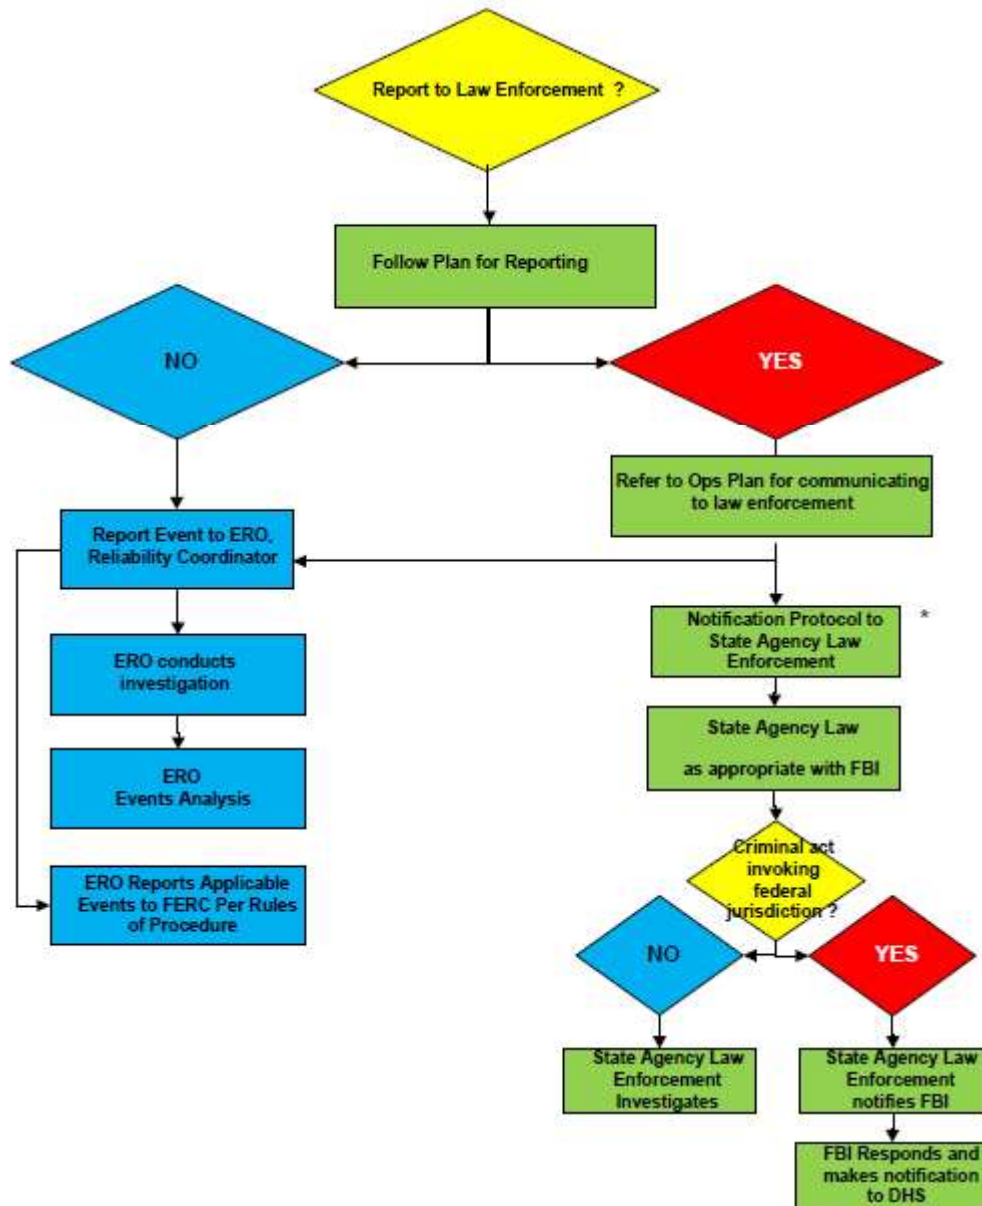 Report to Law Enforcement ?
Follow Plan for Reporting
NO
YES
Refer to Ops Plan for communicating
to law enforcement
Report Event to ERO,
Reliability Coordinator
Notification Protocol to
State Agency Law
Enforcement
*
ERO conducts
investigation
State Agency Law
as appropriate with FBI
ERO
Events Analysis
Criminal act
invoking
federal
jurisdiction ?
ERO Reports Applicable
Events to FERC Per Rules
of Procedure
NO
YES
State Agency Law
Enforcement
Investigates
State Agency Law
Enforcement
notifies FBI
FBI Responds and
makes notification
to DHS